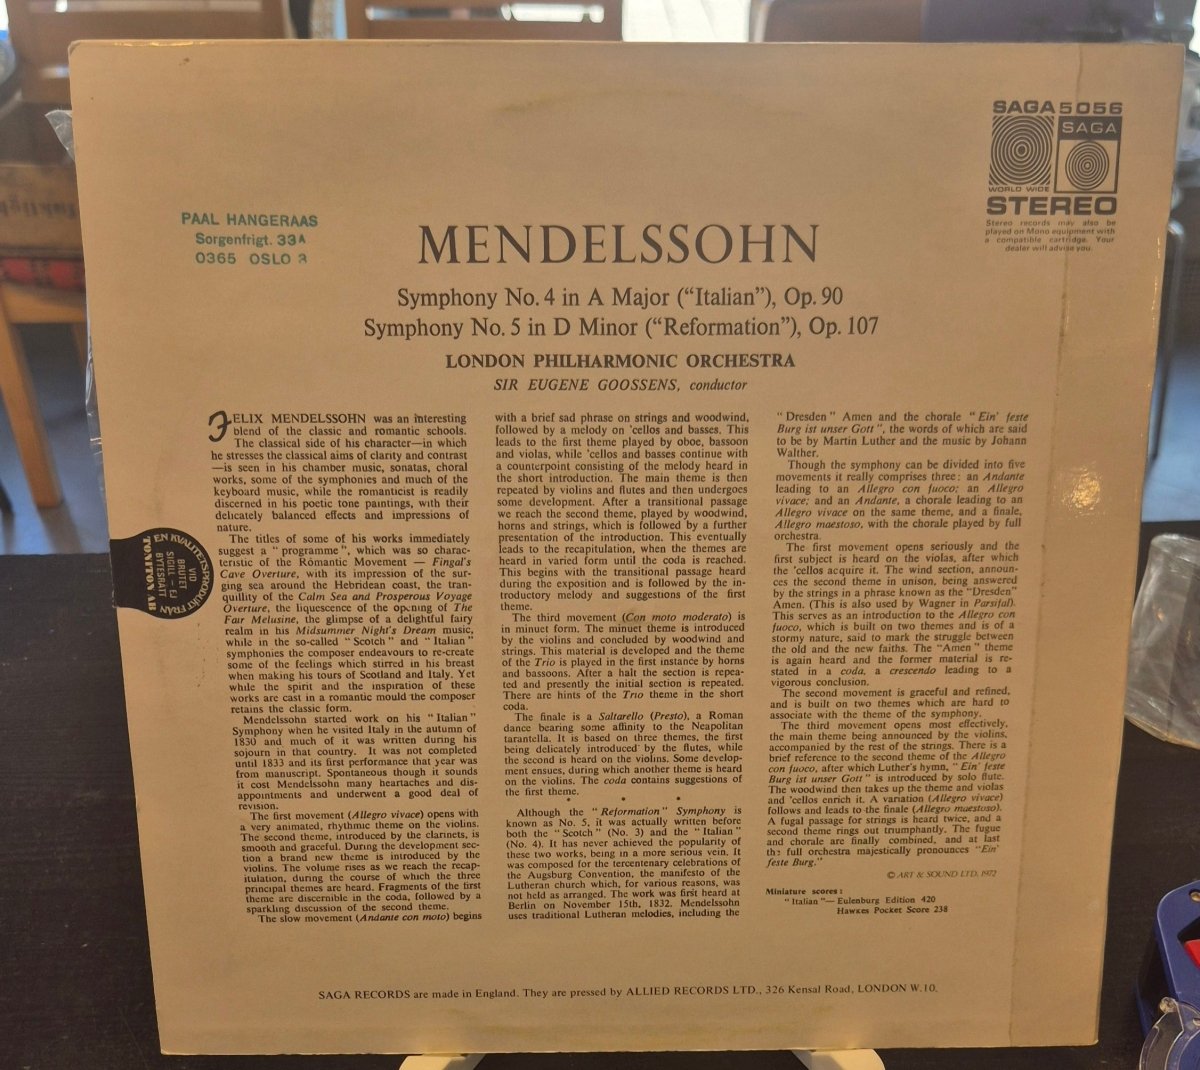 SAGA 5056
SAGA
WORLD WIDE
STEREO
Stereo records may also be
played on Mono equipment with
a compatible cartridge. Your
dealer will advise you.
PAAL HANGERAAS
Sorgenfrigt. 33A
0365 OSLO 3
MENDELSSOHN
Symphony No. 4 in A Major (“Italian”), Op. 90
Symphony No. 5 in D Minor (“Reformation”), Op. 107
LONDON PHILHARMONIC ORCHESTRA
SIR EUGENE GOOSSENS, conductor
FELIX MENDELSSOHN was an interesting
blend of the classic and romantic schools.
The classical side of his character—in which
he stresses the classical aims of clarity and contrast
—is seen in his chamber music, sonatas, choral
works, some of the symphonies and much of the
keyboard music, while the romanticist is readily
discerned in his poetic tone paintings, with their
delicately balanced effects and impressions of
nature.
The titles of some of his works immediately
suggest a “programme”, which was so charac-
teristic of the Romantic Movement — Fingal's
Cave Overture, with its impression of the sur-
ging sea around the Hebridean coast, the tran-
quillity of the Calm Sea and Prosperous Voyage
Overture, the liquescence of the opening of The
Fair Melusine, the glimpse of a delightful fairy
realm in his Midsummer Night's Dream music,
while in the so-called “Scotch” and “Italian”
symphonies the composer endeavours to re-create
some of the feelings which stirred in his breast
when making his tours of Scotland and Italy. Yet
while the spirit and the inspiration of these
works are cast in a romantic mould the composer
retains the classic form.
Mendelssohn started work on his “Italian”
Symphony when he visited Italy in the autumn of
1830 and much of it was written during his
sojourn in that country. It was not completed
until 1833 and its first performance that year was
from manuscript. Spontaneous though it sounds
it cost Mendelssohn many heartaches and dis-
appointments and underwent a good deal of
revision.
The first movement (Allegro vivace) opens with
a very animated, rhythmic theme on the violins.
The second theme, introduced by the clarinets, is
smooth and graceful. During the development sec-
tion a brand new theme is introduced by the
violins. The volume rises as we reach the recap-
itulation, during the course of which the three
principal themes are heard. Fragments of the first
theme are discernible in the coda, followed by a
sparkling discussion of the second theme.
The slow movement (Andante con moto) begins
with a brief sad phrase on strings and woodwind,
followed by a melody on 'cellos and basses. This
leads to the first theme played by oboe, bassoon
and violas, while 'cellos and basses continue with
a counterpoint consisting of the melody heard in
the short introduction. The main theme is then
repeated by violins and flutes and then undergoes
some development. After a transitional passage
we reach the second theme, played by woodwind,
horns and strings, which is followed by a further
presentation of the introduction. This eventually
leads to the recapitulation, when the themes are
heard in varied form until the coda is reached.
This begins with the transitional passage heard
during the exposition and is followed by the in-
troductory melody and suggestions of the first
theme.
The third movement (Con moto moderato) is
in minuet form. The minuet theme is introduced
by the violins and concluded by woodwind and
strings. This material is developed and the theme
of the Trio is played in the first instance by horns
and bassoons. After a halt the section is repea-
ted and presently the initial section is repeated.
There are hints of the Trio theme in the short
coda.
The finale is a Saltarello (Presto), a Roman
dance bearing some affinity to the Neapolitan
tarantella. It is based on three themes, the first
being delicately introduced by the flutes, while
the second is heard on the violins. Some develop-
ment ensues, during which another theme is heard
on the violins. The coda contains suggestions of
the first theme.
* * *
Although the “Reformation” Symphony is
known as No. 5, it was actually written before
both the “Scotch” (No. 3) and the “Italian”
(No. 4). It has never achieved the popularity of
these two works, being in a more serious vein. It
was composed for the tercentenary celebrations of
the Augsburg Convention, the manifesto of the
Lutheran church which, for various reasons, was
not held as arranged. The work was first heard at
Berlin on November 15th, 1832. Mendelssohn
uses traditional Lutheran melodies, including the
“Dresden” Amen and the chorale “Ein' feste
Burg ist unser Gott”, the words of which are said
to be by Martin Luther and the music by Johann
Walther.
Though the symphony can be divided into five
movements it really comprises three: an Andante
leading to an Allegro con fuoco; an Allegro
vivace; and an Andante, a chorale leading to an
Allegro vivace on the same theme, and a finale,
Allegro maestoso, with the chorale played by full
orchestra.
The first movement opens seriously and the
first subject is heard on the violas, after which
the 'cellos acquire it. The wind section, announ-
ces the second theme in unison, being answered
by the strings in a phrase known as the “Dresden”
Amen. (This is also used by Wagner in Parsifal).
This serves as an introduction to the Allegro con
fuoco, which is built on two themes and is of a
stormy nature, said to mark the struggle between
the old and the new faiths. The “Amen” theme
is again heard and the former material is re-
stated in a coda, a crescendo leading to a
vigorous conclusion.
The second movement is graceful and refined,
and is built on two themes which are hard to
associate with the theme of the symphony.
The third movement opens most effectively,
the main theme being announced by the violins,
accompanied by the rest of the strings. There is a
brief reference to the second theme of the Allegro
con fuoco, after which Luther's hymn, “Ein' feste
Burg ist unser Gott” is introduced by solo flute.
The woodwind then takes up the theme and violas
and 'cellos enrich it. A variation (Allegro vivace)
follows and leads to the finale (Allegro maestoso).
A fugal passage for strings is heard twice, and a
second theme rings out triumphantly. The fugue
and chorale are finally combined, and at last
the full orchestra majestically pronounces “Ein'
feste Burg.”
© ART & SOUND LTD. 1972
Miniature scores:
“Italian”— Eulenburg Edition 420
Hawkes Pocket Score 238
EN KVALITETSPRODUKT FRÅN
VID
BRUTET
SIGILL EJ
BYTESRÄTT
TONITON AB
SAGA RECORDS are made in England. They are pressed by ALLIED RECORDS LTD., 326 Kensal Road, LONDON W.10.